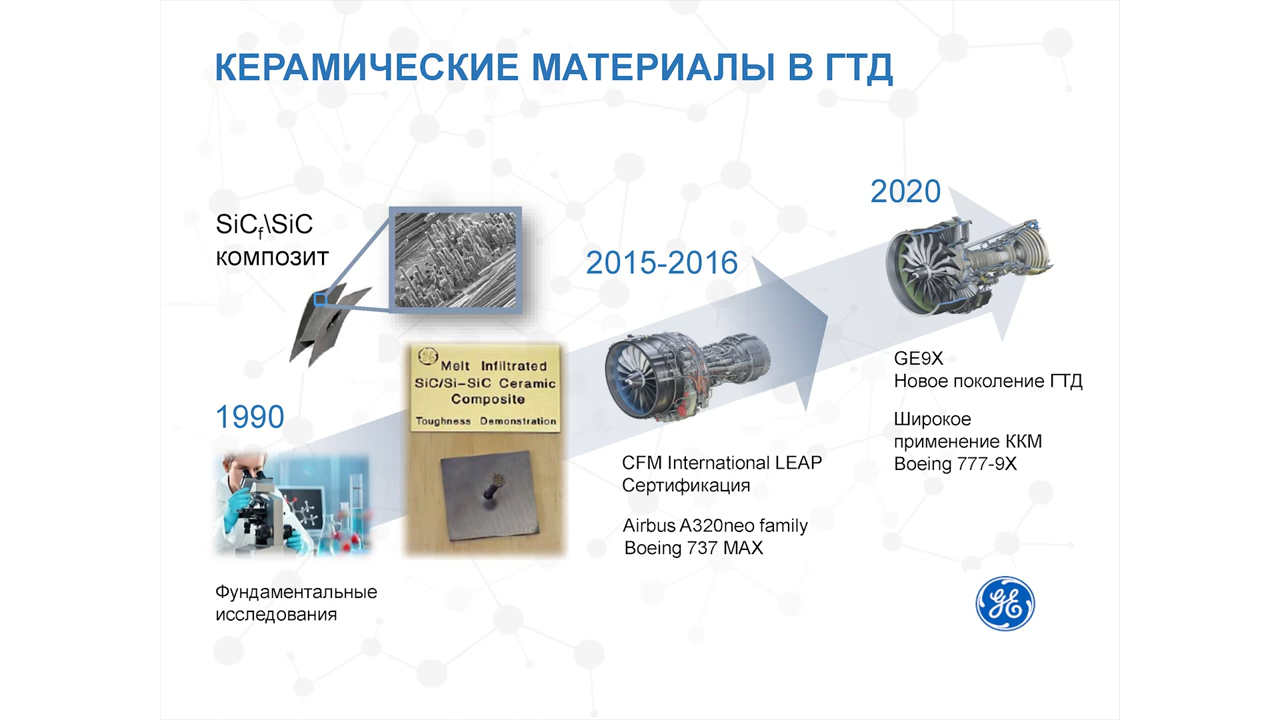 КЕРАМИЧЕСКИЕ МАТЕРИАЛЫ В ГТД
SiCf\SiC
композит
1990
Фундаментальные
исследования
GE Melt Infiltrated
SiC/Si-SiC Ceramic
Composite
Toughness Demonstration
2015-2016
CFM International LEAP
Сертификация
Airbus A320neo family
Boeing 737 MAX
2020
GE9X
Новое поколение ГТД
Широкое
применение ККМ
Boeing 777-9X
GE